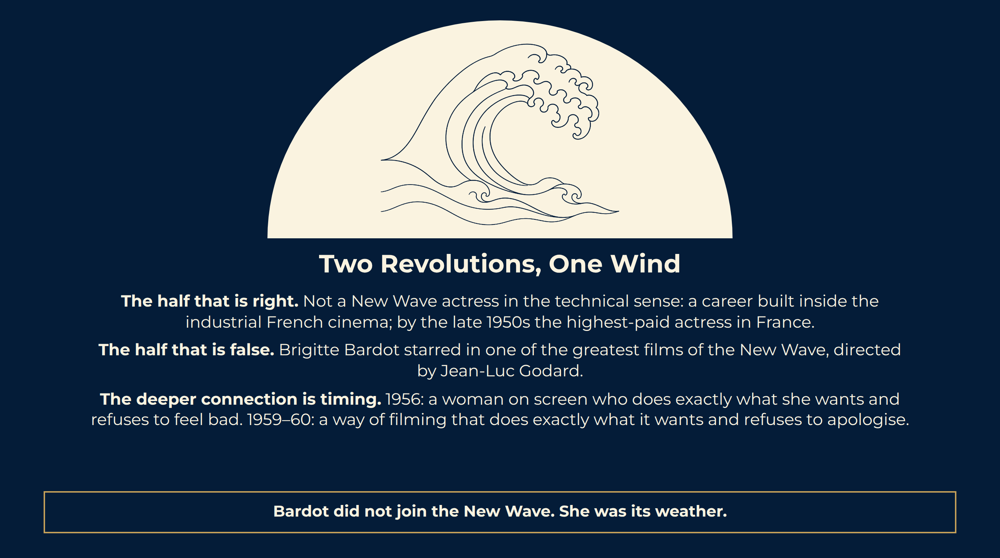 Two Revolutions, One Wind
The half that is right. Not a New Wave actress in the technical sense: a career built inside the
industrial French cinema; by the late 1950s the highest-paid actress in France.
The half that is false. Brigitte Bardot starred in one of the greatest films of the New Wave, directed
by Jean-Luc Godard.
The deeper connection is timing. 1956: a woman on screen who does exactly what she wants and
refuses to feel bad. 1959–60: a way of filming that does exactly what it wants and refuses to apologise.
Bardot did not join the New Wave. She was its weather.